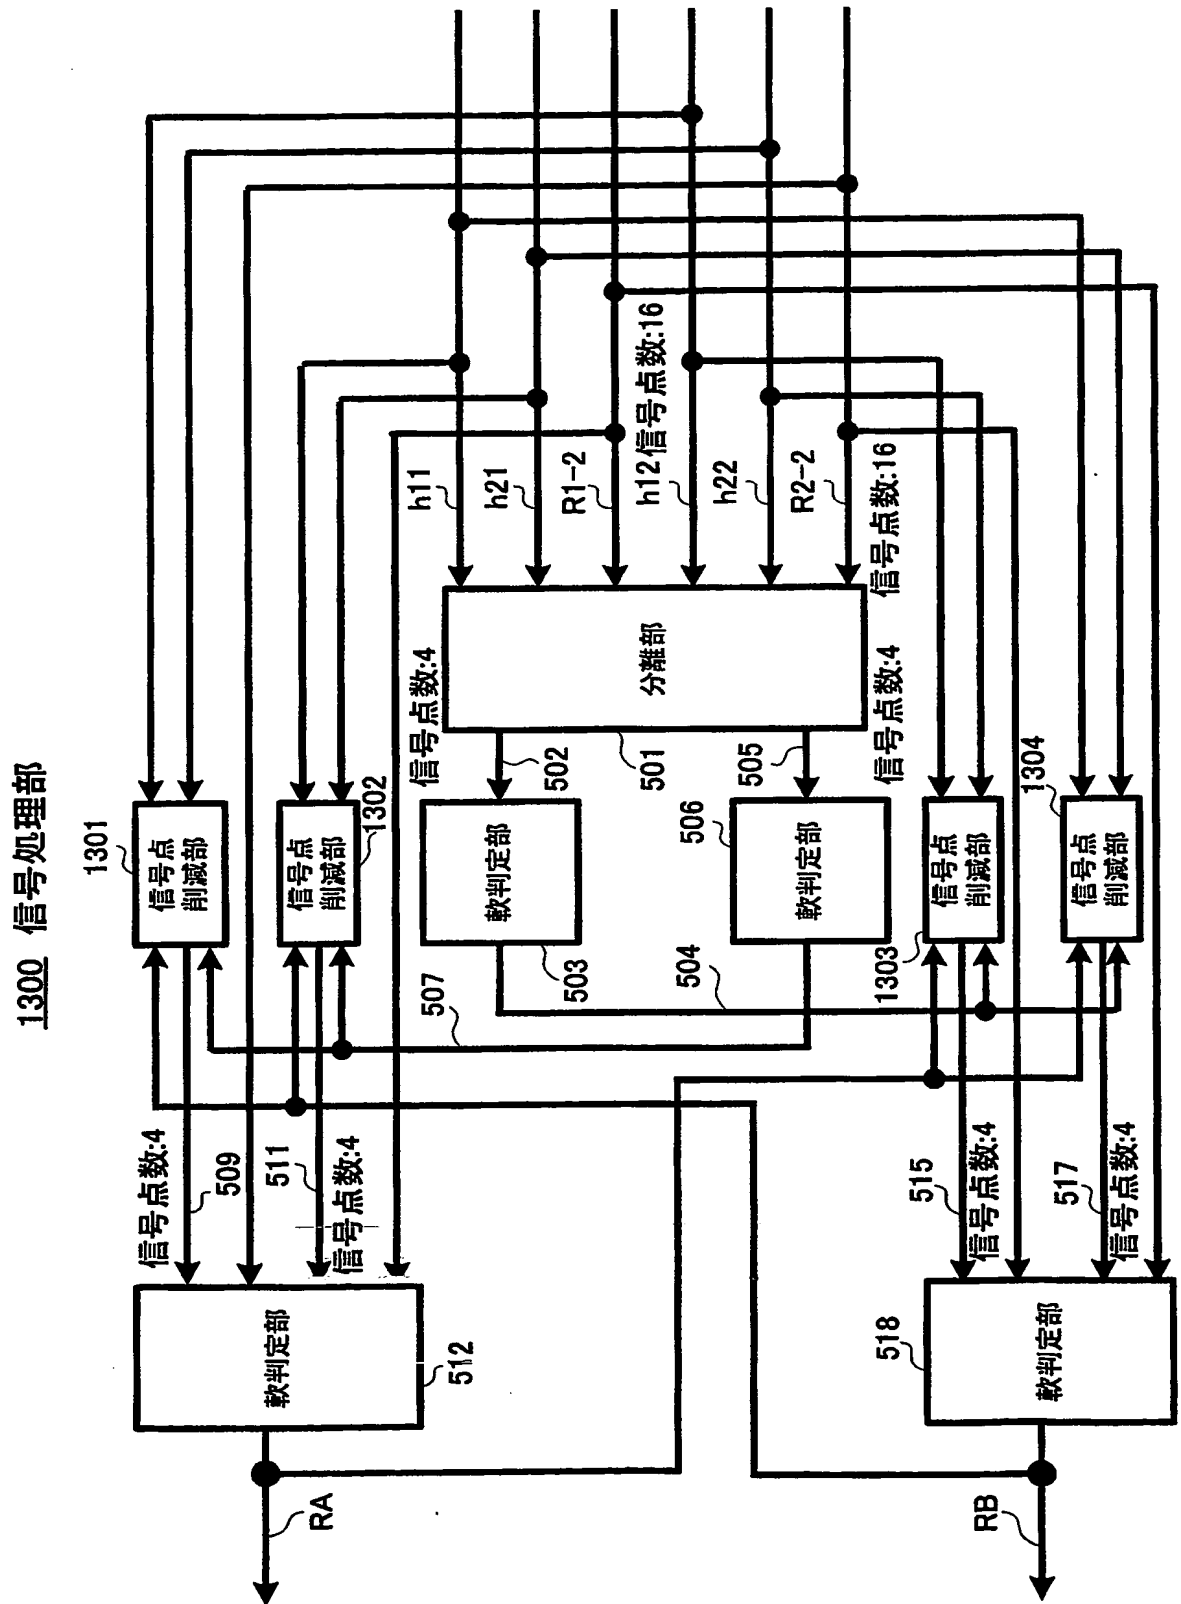 1300 信号処理部
1301
信号点
削減部
信号点
削減部
1302
軟判定部
503
軟判定部
506
信号点
削減部
1303
信号点
削減部
1304
分離部
501
502
505
信号点数:4
信号点数:4
h11
h21
R1-2
信号点数:16
h12
h22
R2-2
信号点数:16
507
504
信号点数:4
509
511
信号点数:4
515
信号点数:4
517
信号点数:4
軟判定部
512
軟判定部
518
RA
RB